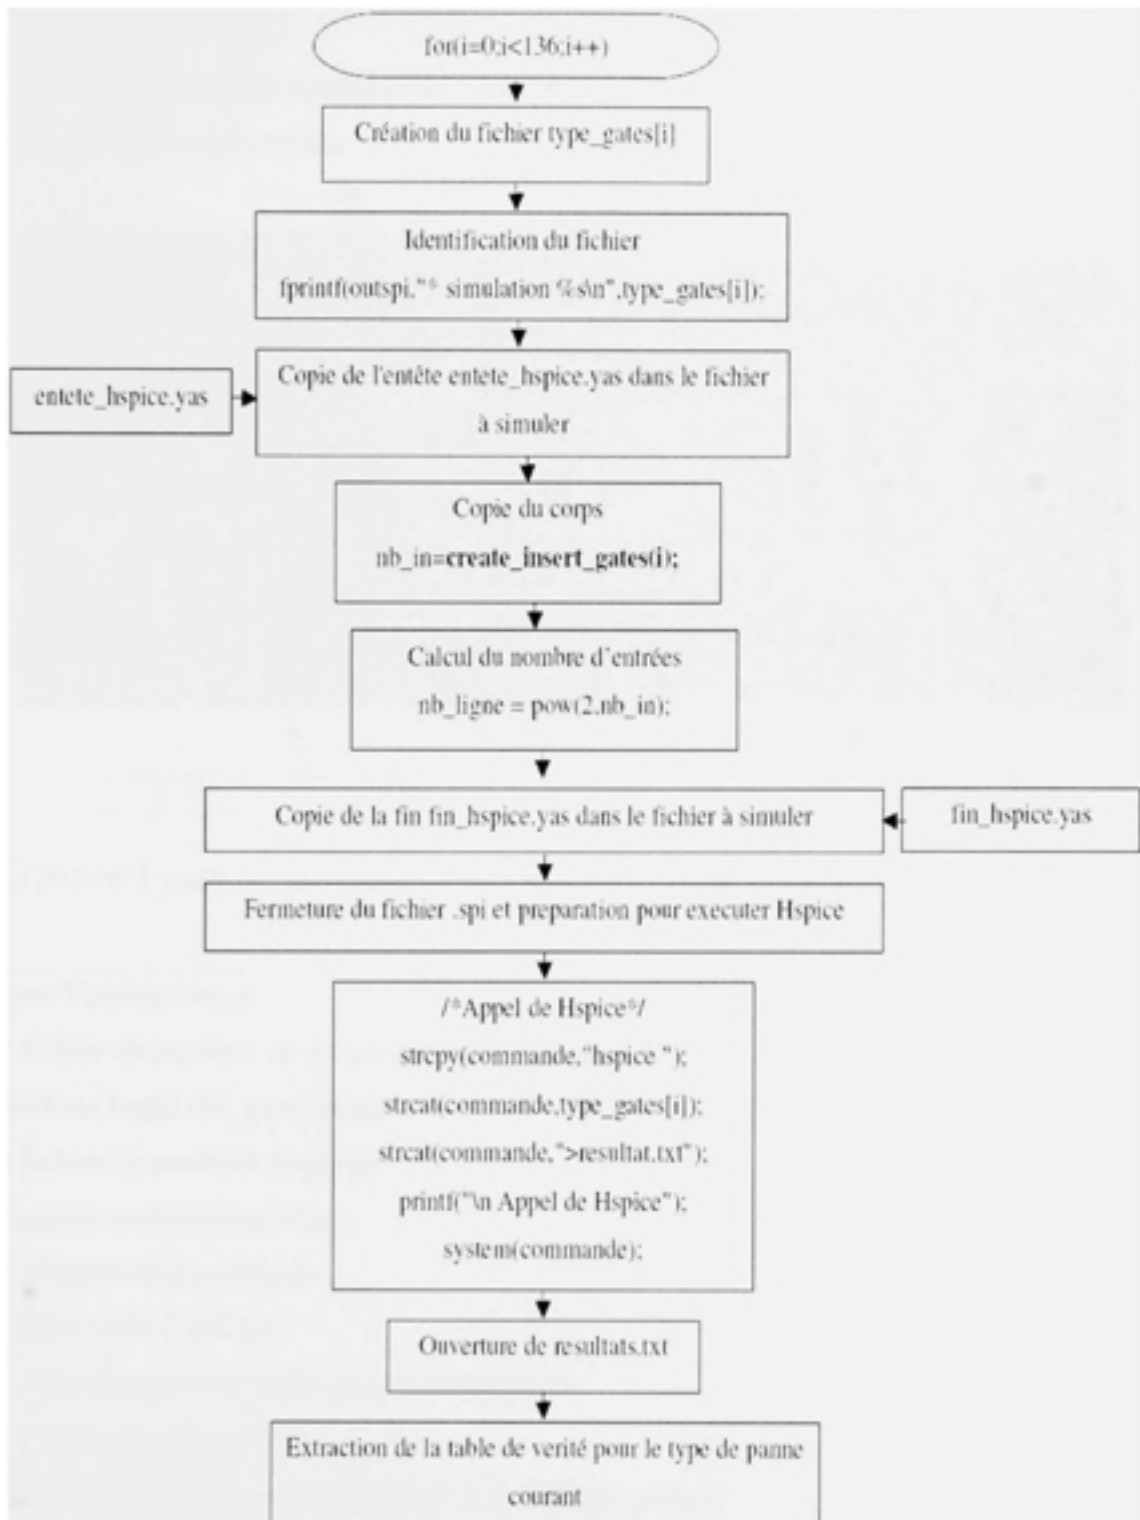 for(i=0;i<136;i++)
Création du fichier type_gates[i]
Identification du fichier
fprintf(outspi,"* simulation %s\n",type_gates[i]);
entete_hspice.yas
Copie de l'entête entete_hspice.yas dans le fichier
à simuler
Copie du corps
nb_in=create_insert_gates(i);
Calcul du nombre d'entrées
nb_ligne = pow(2,nb_in);
Copie de la fin fin_hspice.yas dans le fichier à simuler
fin_hspice.yas
Fermeture du fichier .spi et preparation pour executer Hspice
/*Appel de Hspice*/
strcpy(commande,"hspice ");
strcat(commande,type_gates[i]);
strcat(commande,">resultat.txt");
printf("\n Appel de Hspice");
system(commande);
Ouverture de resultats.txt
Extraction de la table de verité pour le type de panne
courant